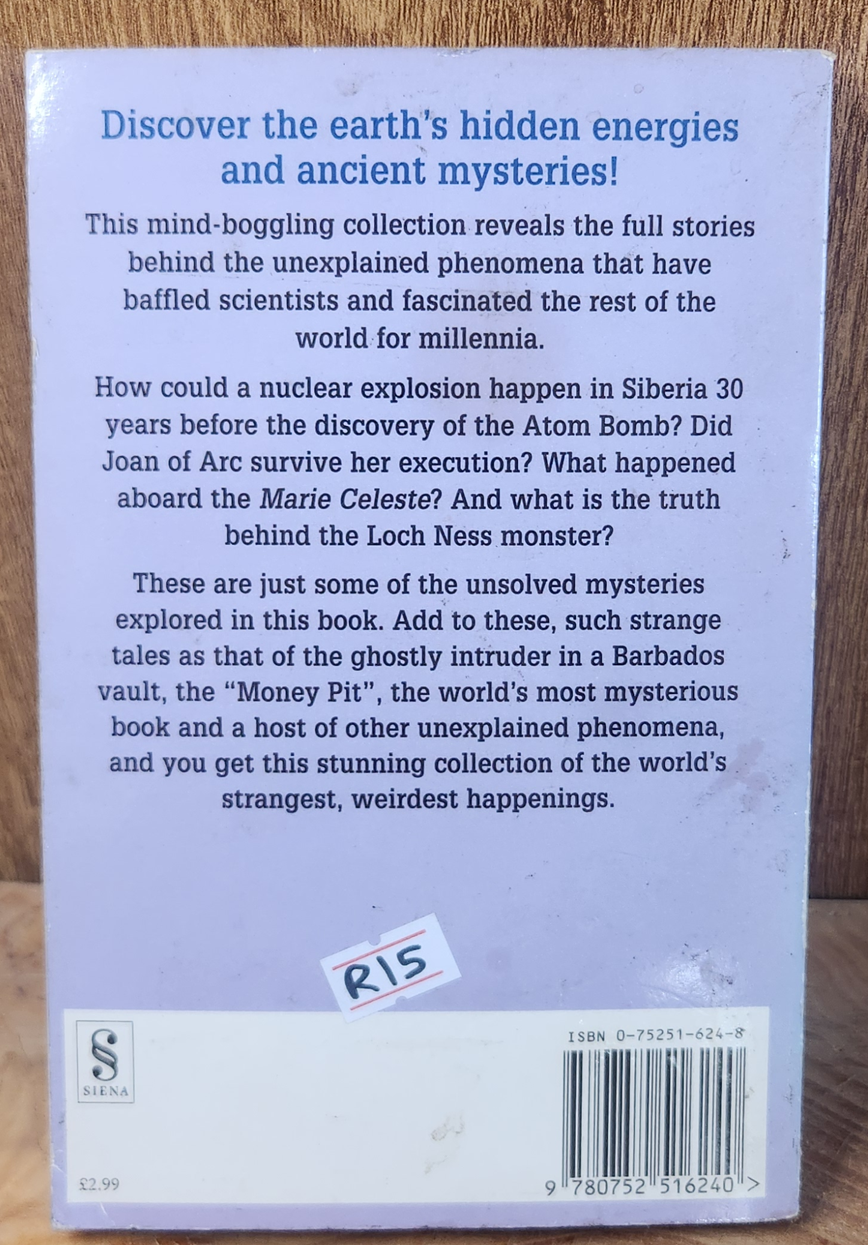 Discover the earth's hidden energies
and ancient mysteries!
This mind-boggling collection reveals the full stories
behind the unexplained phenomena that have
baffled scientists and fascinated the rest of the
world for millennia.
How could a nuclear explosion happen in Siberia 30
years before the discovery of the Atom Bomb? Did
Joan of Arc survive her execution? What happened
aboard the Marie Celeste? And what is the truth
behind the Loch Ness monster?
These are just some of the unsolved mysteries
explored in this book. Add to these, such strange
tales as that of the ghostly intruder in a Barbados
vault, the “Money Pit”, the world's most mysterious
book and a host of other unexplained phenomena,
and you get this stunning collection of the world's
strangest, weirdest happenings.
R15
SIENA
£2.99
ISBN 0-75251-624-8
9 780752 516240 >